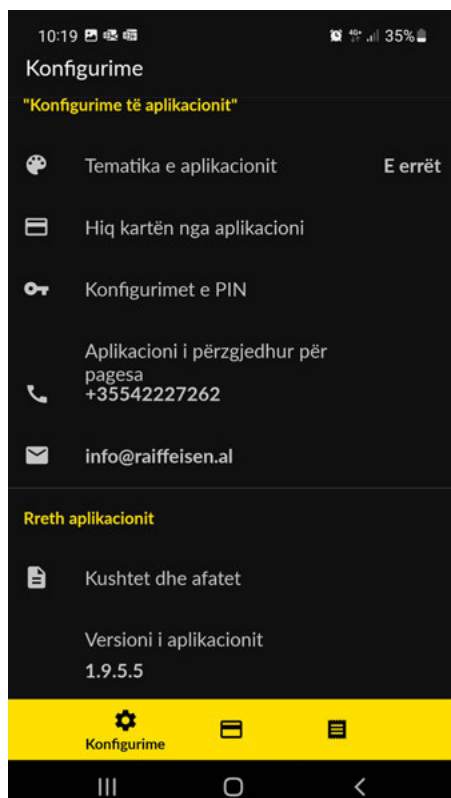 10:19 4G+ 35%
Konfigurime
"Konfigurime të aplikacionit"
Tematika e aplikacionit E errët
Hiq kartën nga aplikacioni
Konfigurimet e PIN
Aplikacioni i përzgjedhur për
pagesa
+35542227262
info@raiffeisen.al
Rreth aplikacionit
Kushtet dhe afatet
Versioni i aplikacionit
1.9.5.5
Konfigurime